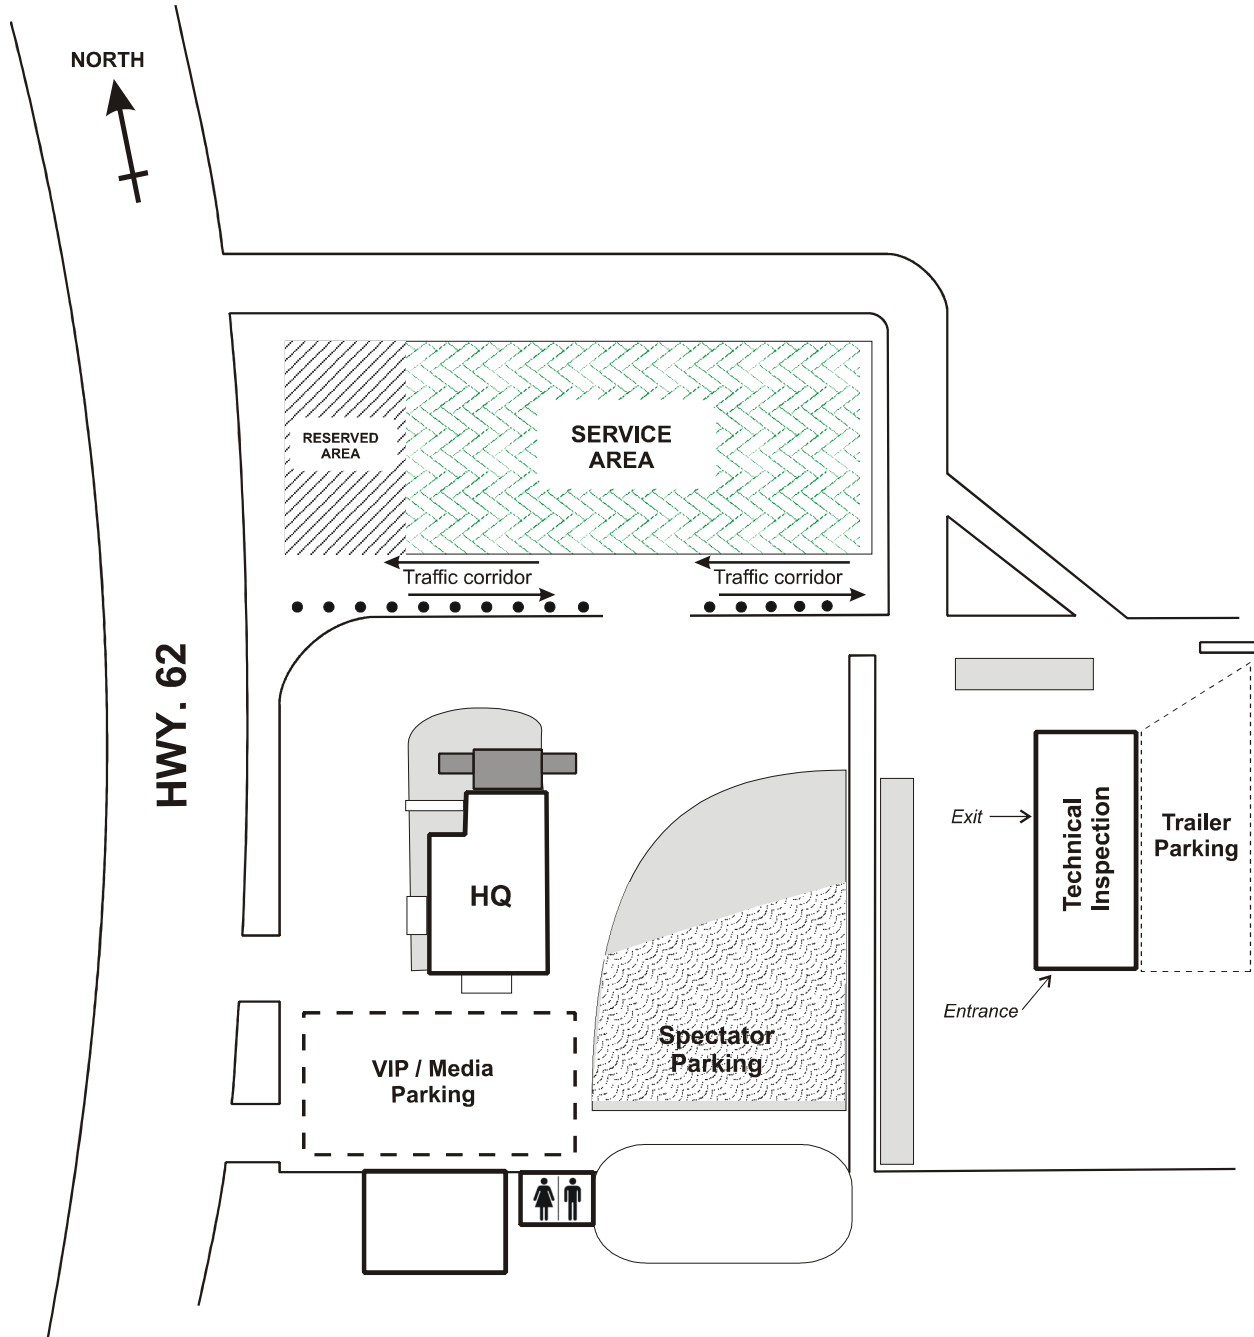 NORTH
RESERVED
AREA
SERVICE
AREA
Traffic corridor
Traffic corridor
HWY. 62
HQ
Exit
Technical
Inspection
Trailer
Parking
Entrance
Spectator
Parking
VIP / Media
Parking